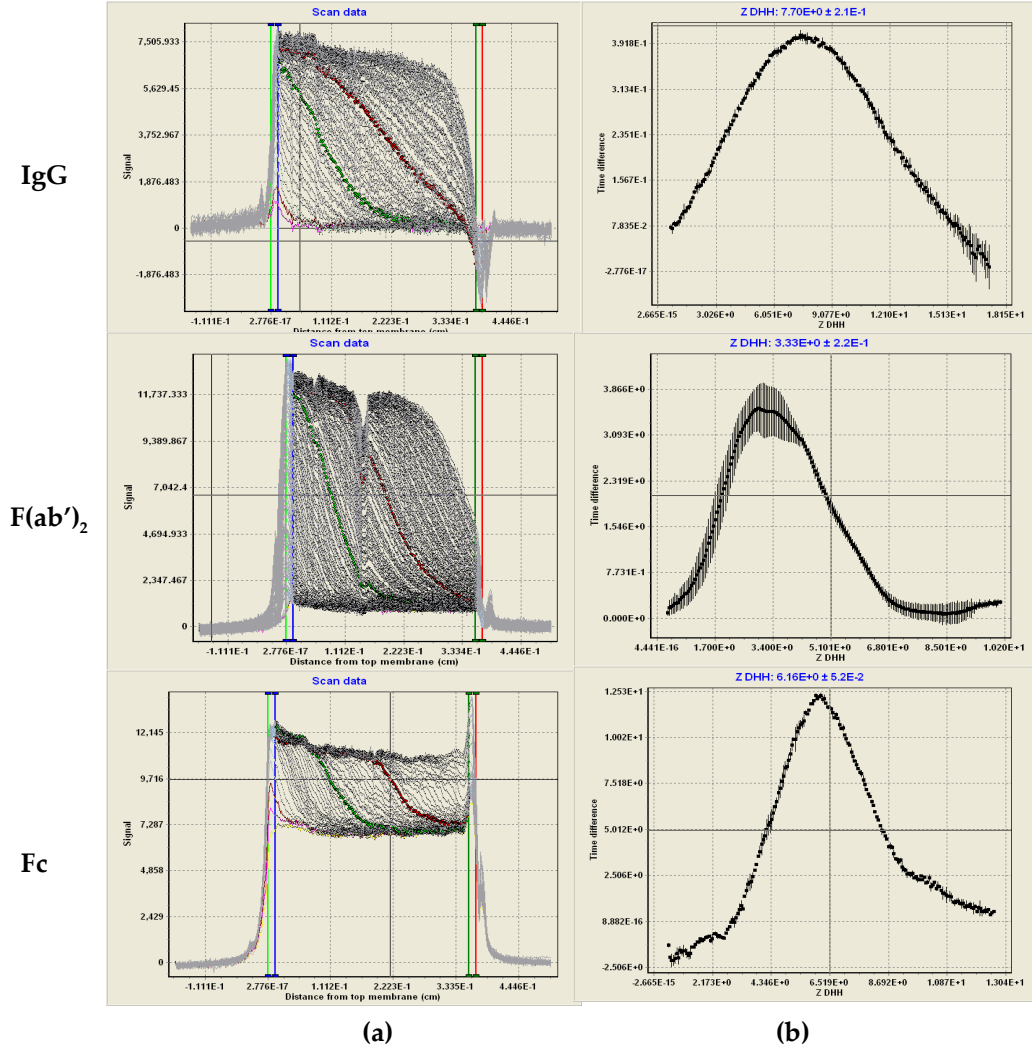 Scan data
7,505.933
5,629.45
3,752.967
1,876.483
0
-1,876.483
Signal
-1.111E-1 2.776E-17 1.112E-1 2.223E-1 3.334E-1 4.446E-1
Distance from top membrane (cm)
Z DHH: 7.70E+0 ± 2.1E-1
3.918E-1
3.134E-1
2.351E-1
1.567E-1
7.835E-2
-2.776E-17
Time difference
2.665E-15 3.026E+0 6.051E+0 9.077E+0 1.210E+1 1.513E+1 1.815E+1
Z DHH
IgG
Scan data
11,737.333
9,389.867
7,042.4
4,694.933
2,347.467
0
Signal
-1.111E-1 2.776E-17 1.112E-1 2.223E-1 3.334E-1 4.446E-1
Distance from top membrane (cm)
Z DHH: 3.33E+0 ± 2.2E-1
3.866E+0
3.093E+0
2.319E+0
1.546E+0
7.731E-1
0.000E+0
Time difference
4.441E-16 1.700E+0 3.400E+0 5.101E+0 6.801E+0 8.501E+0 1.020E+1
Z DHH
F(ab’)2
Scan data
12,145
9,716
7,287
4,858
2,429
0
Signal
-1.111E-1 2.776E-17 1.112E-1 2.223E-1 3.335E-1 4.446E-1
Distance from top membrane (cm)
Z DHH: 6.16E+0 ± 5.2E-2
1.253E+1
1.002E+1
7.518E+0
5.012E+0
2.506E+0
8.882E-16
-2.506E+0
Time difference
-2.665E-15 2.173E+0 4.346E+0 6.519E+0 8.692E+0 1.087E+1 1.304E+1
Z DHH
Fc
(a) (b)